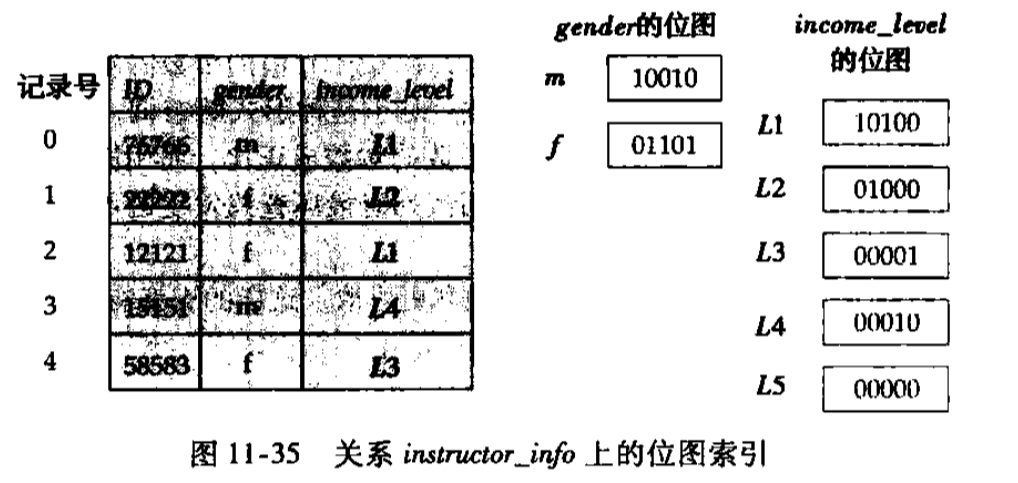 gender的位图 income_level
的位图
记录号 ID gender income_level
m 10010
f 01101
0 76766 m L1
1 22222 f L2
2 12121 f L1
3 15151 m L4
4 58583 f L3
L1 10100
L2 01000
L3 00001
L4 00010
L5 00000
图 11-35 关系 instructor_info 上的位图索引